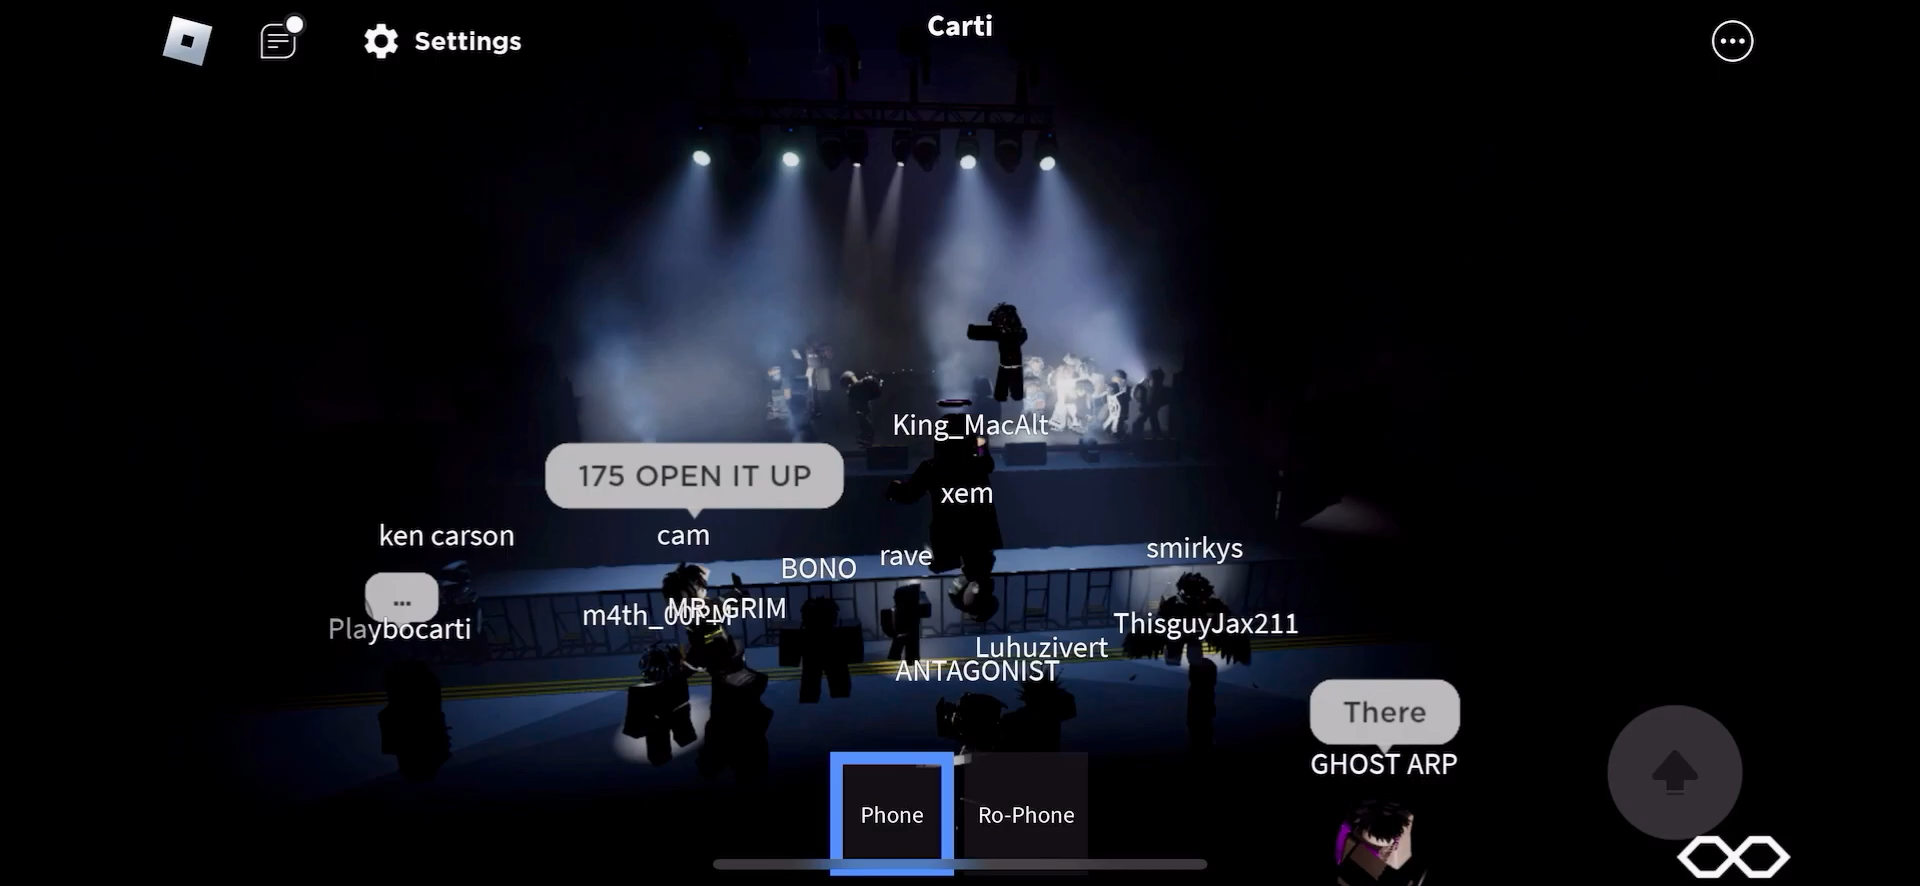 Carti
Settings
King_MacAlt
175 OPEN IT UP
xem
ken carson
cam
smirkys
rave
BONO
...
MR_GRIM
m4th_00FM
ThisguyJax211
Playbocarti
Luhuzivert
ANTAGONIST
There
GHOST ARP
Phone
Ro-Phone